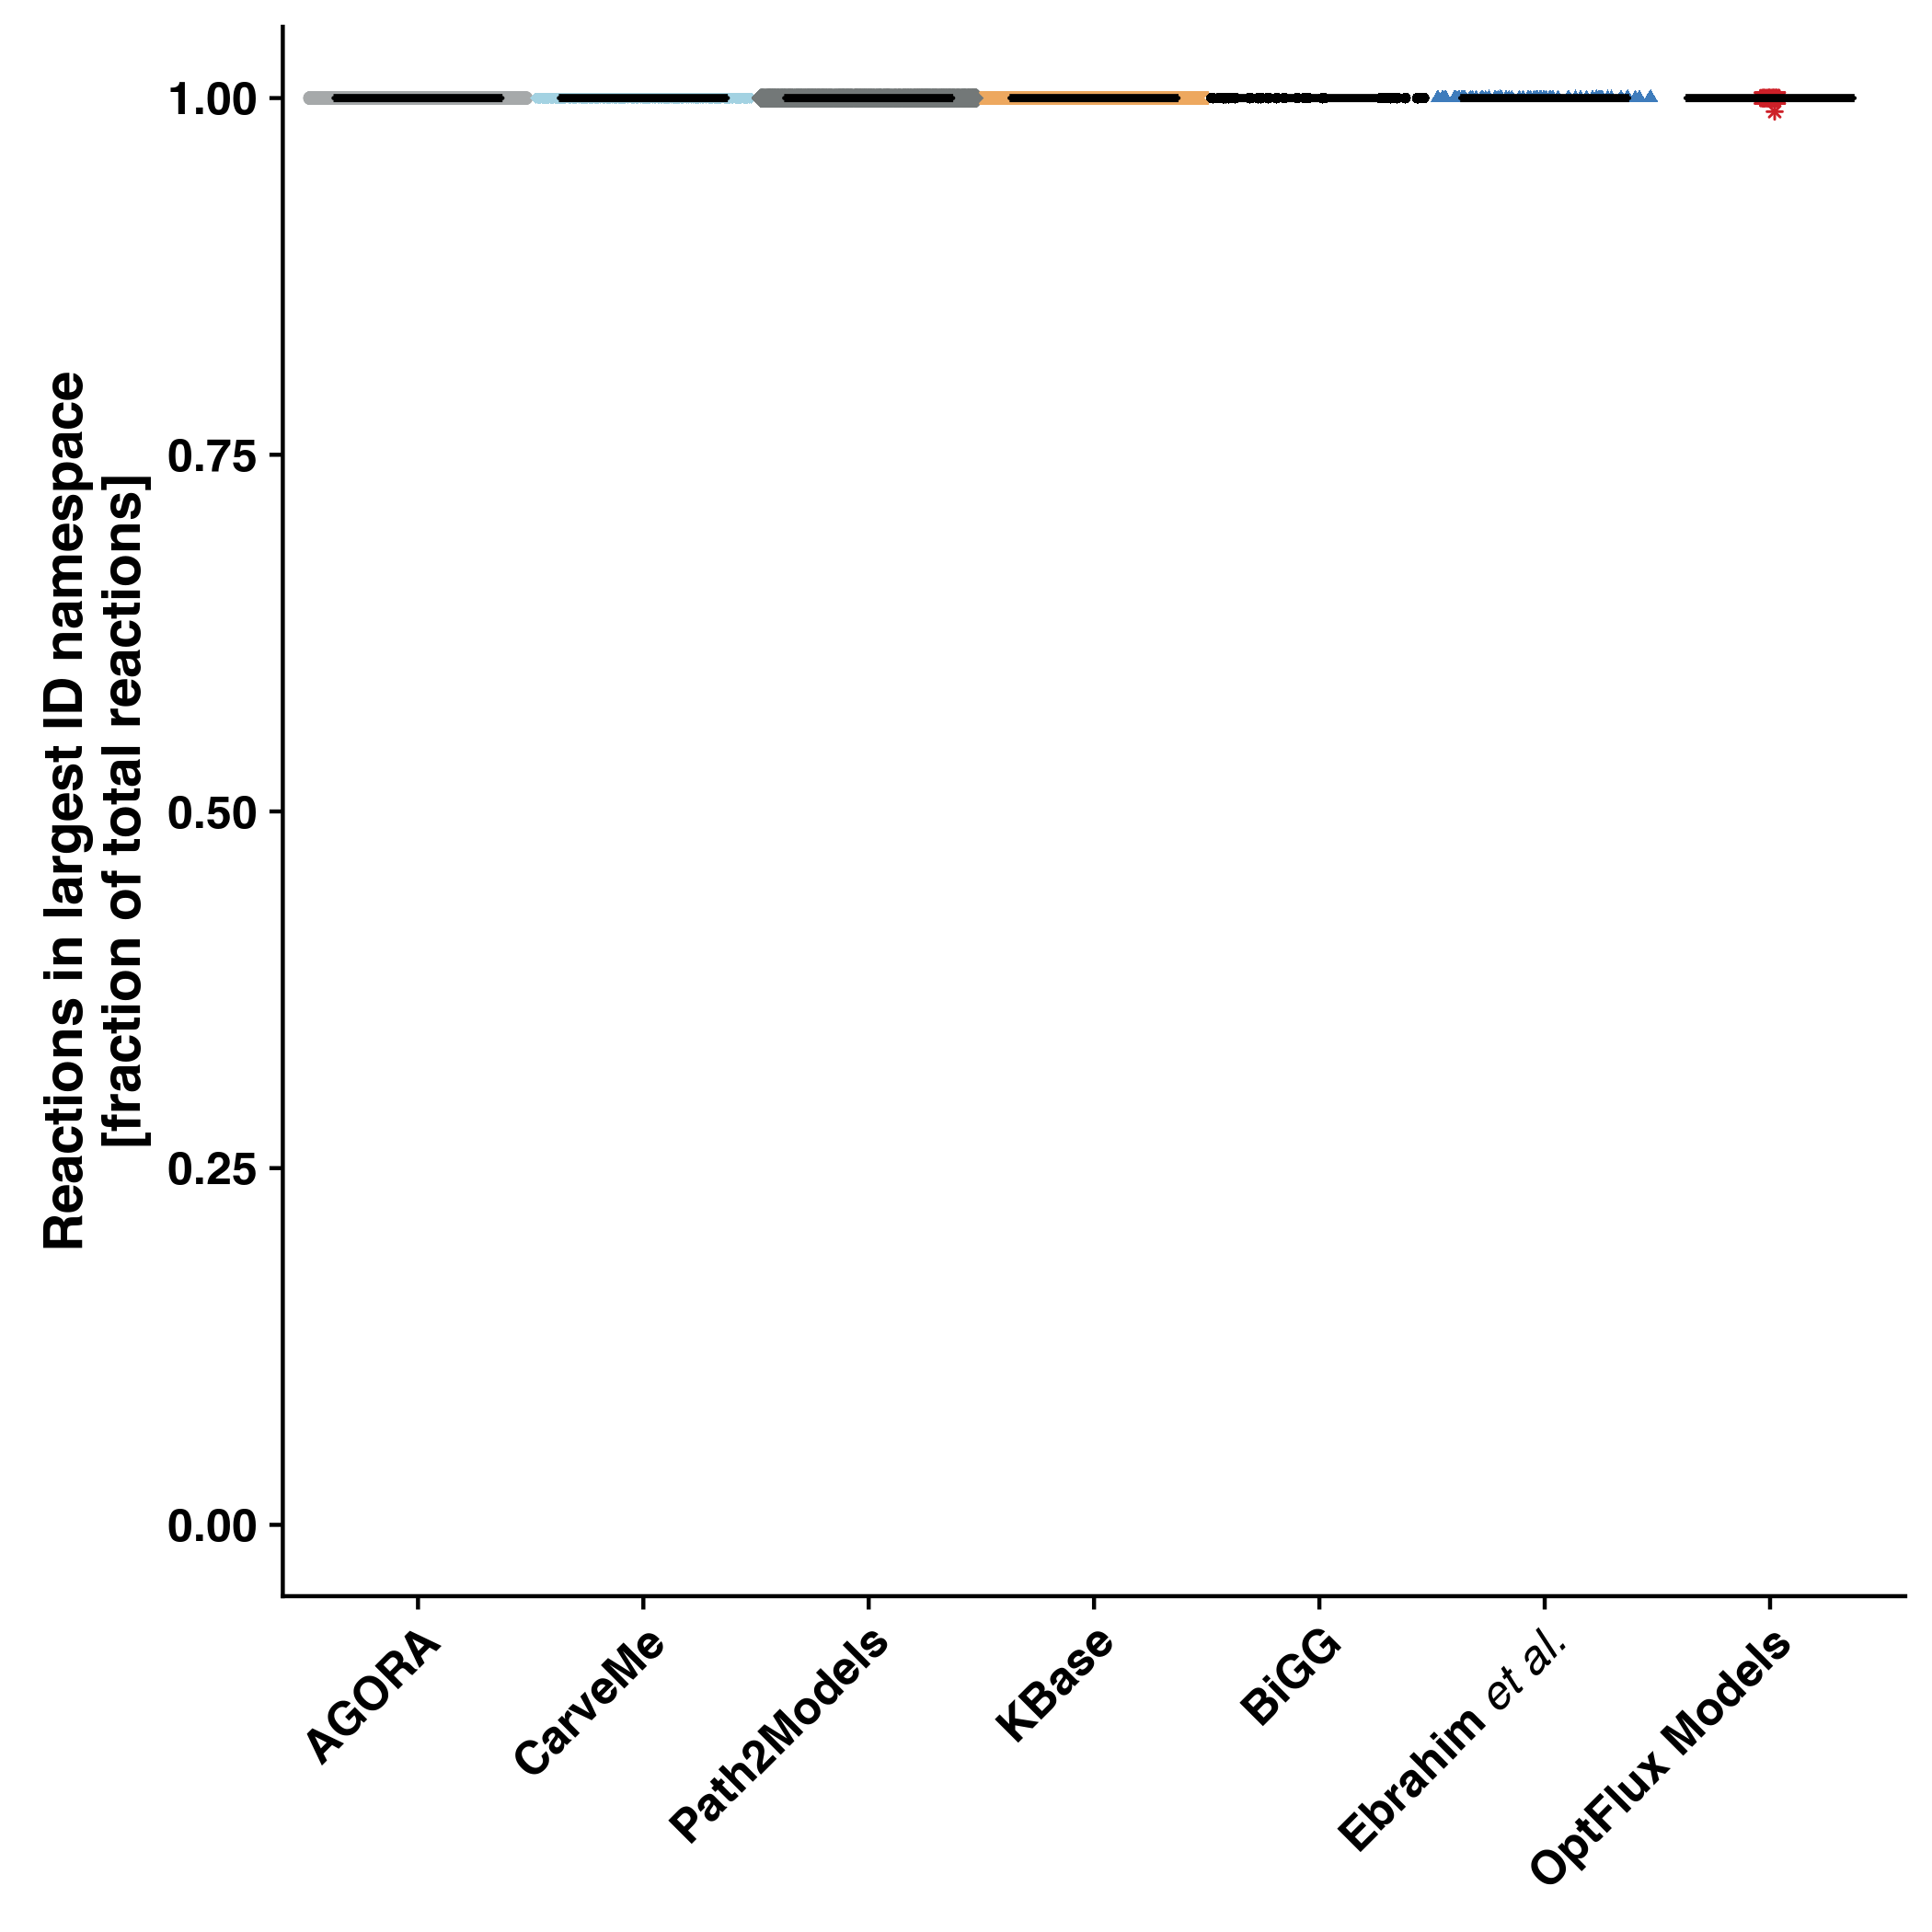 Reactions in largest ID namespace
[fraction of total reactions]
1.00
0.75
0.50
0.25
0.00
AGORA
CarveMe
Path2Models
KBase
BiGG
Ebrahim et al.
OptFlux Models